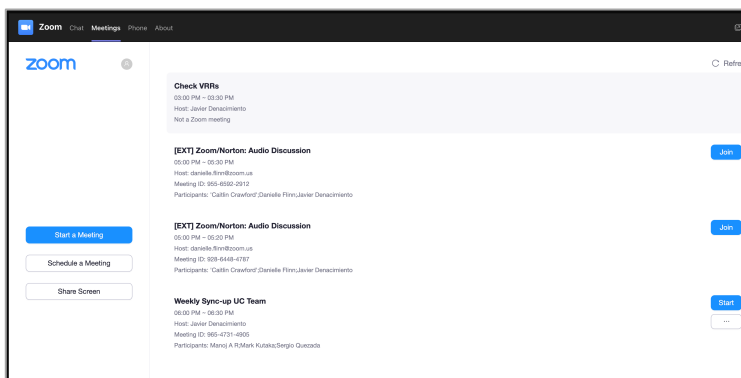 Zoom Chat Meetings Phone About
zoom
Refre
Check VRRs
03:00 PM – 03:30 PM
Host: Javier Denacimiento
Not a Zoom meeting
[EXT] Zoom/Norton: Audio Discussion
Join
05:00 PM – 05:30 PM
Host: danielle.flinn@zoom.us
Meeting ID: 955-6592-2912
Participants: 'Caitlin Crawford';Danielle Flinn;Javier Denacimiento
[EXT] Zoom/Norton: Audio Discussion
Join
05:00 PM – 05:20 PM
Host: danielle.flinn@zoom.us
Meeting ID: 928-6448-4787
Participants: 'Caitlin Crawford';Danielle Flinn;Javier Denacimiento
Start a Meeting
Schedule a Meeting
Share Screen
Weekly Sync-up UC Team
Start
06:00 PM – 06:30 PM
Host: Javier Denacimiento
...
Meeting ID: 965-4731-4905
Participants: Manoj A R;Mark Kutaka;Sergio Quezada